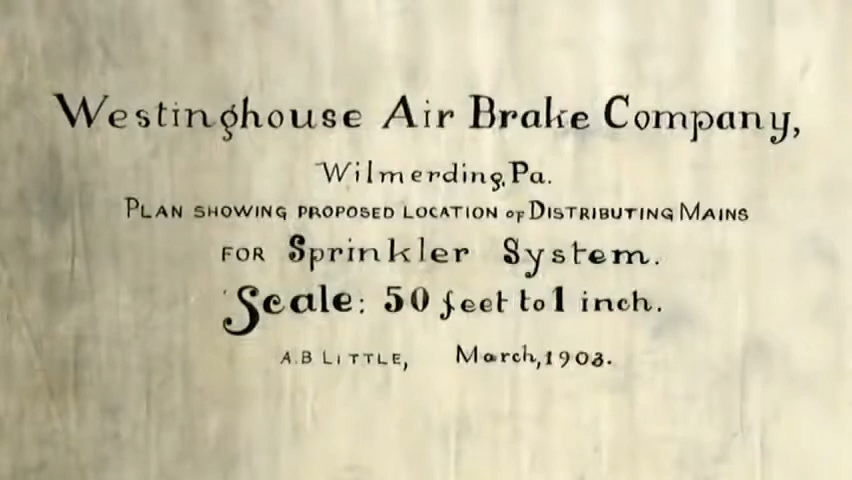 Westinghouse Air Brake Company,
Wilmerding, Pa.
PLAN SHOWING PROPOSED LOCATION OF DISTRIBUTING MAINS
FOR Sprinkler System.
Scale: 50 feet to 1 inch.
A.B LITTLE, March, 1903.